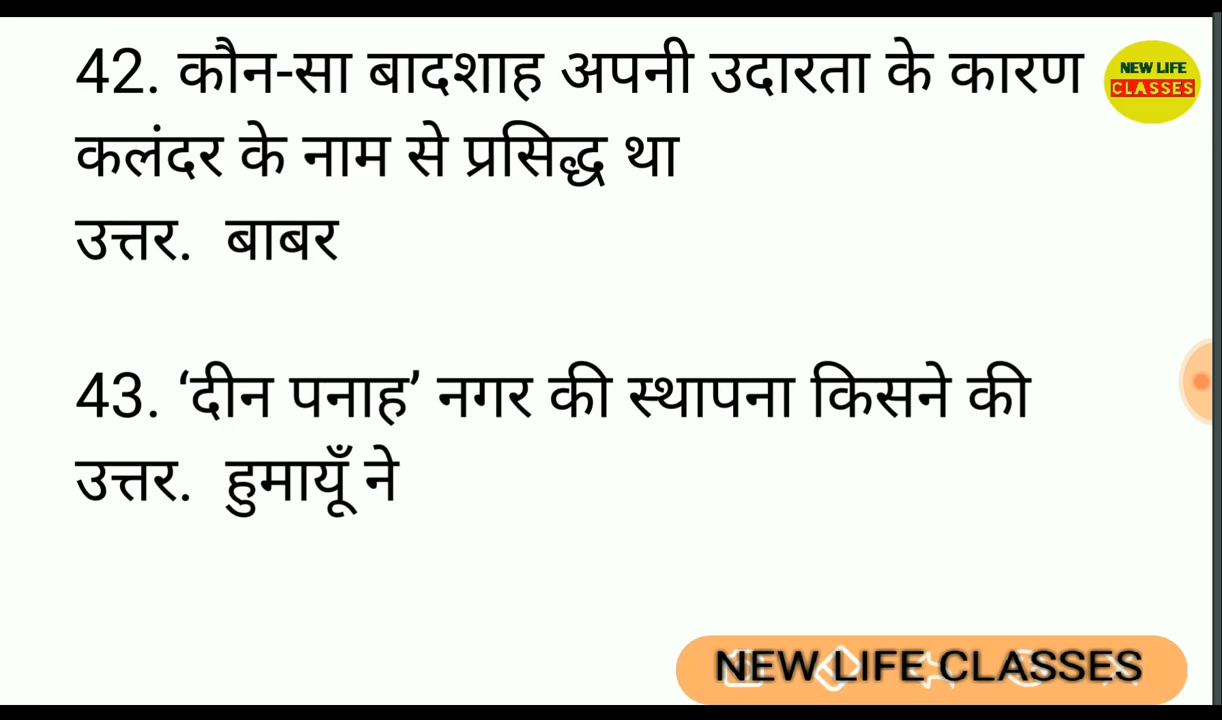 42. कौन-सा बादशाह अपनी उदारता के कारण
NEW LIFE
CLASSES
कलंदर के नाम से प्रसिद्ध था
उत्तर. बाबर
43. ‘दीन पनाह’ नगर की स्थापना किसने की
उत्तर. हुमायूँ ने
NEW LIFE CLASSES